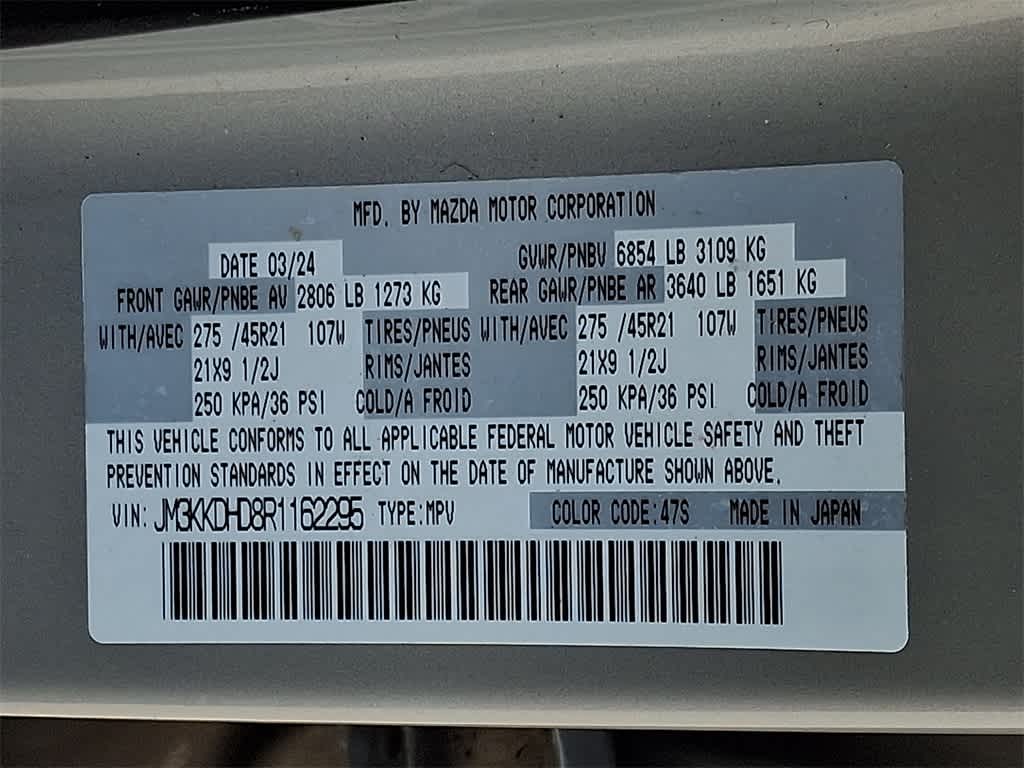 MFD. BY MAZDA MOTOR CORPORATION
DATE 03/24 GVWR/PNBV 6854 LB 3109 KG
FRONT GAWR/PNBE AV 2806 LB 1273 KG REAR GAWR/PNBE AR 3640 LB 1651 KG
WITH/AVEC 275 /45R21 107W TIRES/PNEUS WITH/AVEC 275 /45R21 107W TIRES/PNEUS
21X9 1/2J RIMS/JANTES 21X9 1/2J RIMS/JANTES
250 KPA/36 PSI COLD/A FROID 250 KPA/36 PSI COLD/A FROID
THIS VEHICLE CONFORMS TO ALL APPLICABLE FEDERAL MOTOR VEHICLE SAFETY AND THEFT
PREVENTION STANDARDS IN EFFECT ON THE DATE OF MANUFACTURE SHOWN ABOVE.
VIN: JM3KKDHD8R1162295 TYPE:MPV COLOR CODE:47S MADE IN JAPAN